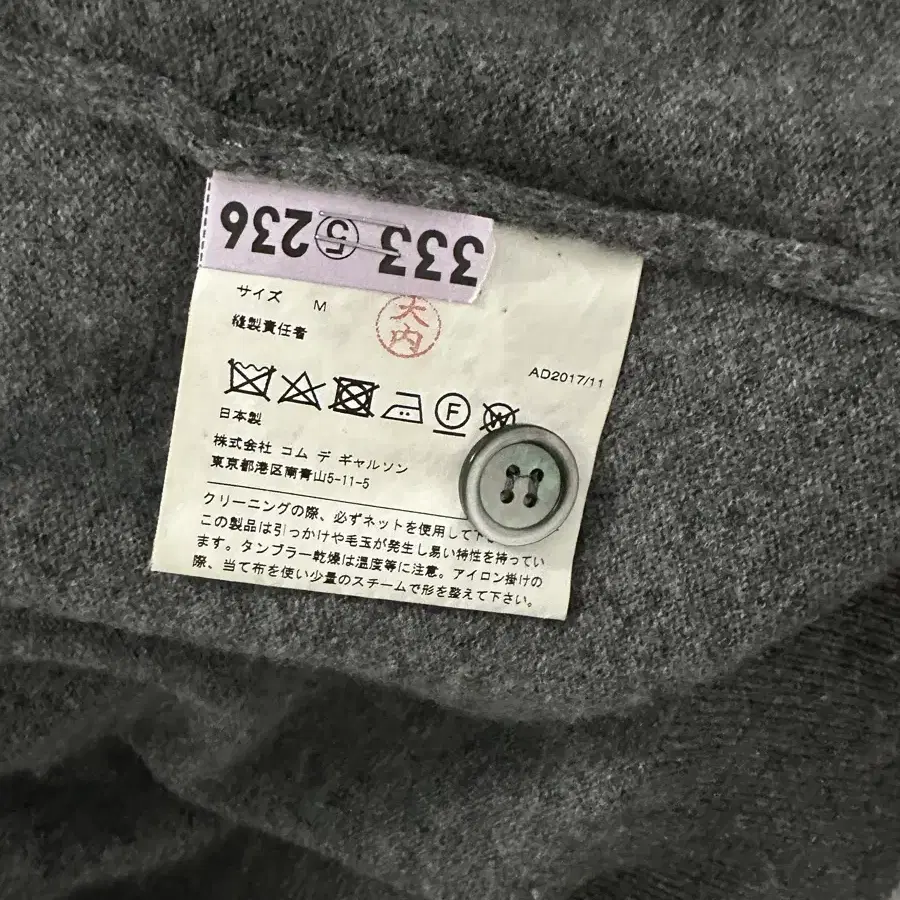 333 ⑤ 236
サイズ M
縫製責任者
大内
AD2017/11
F
W
日本製
株式会社 コム デ ギャルソン
東京都港区南青山5-11-5
クリーニングの際、必ずネットを使用して下
この製品は引っかけや毛玉が発生し易い特性を持ってい
ます。タンブラー乾燥は温度等に注意。アイロン掛けの
際、当て布を使い少量のスチームで形を整えて下さい。